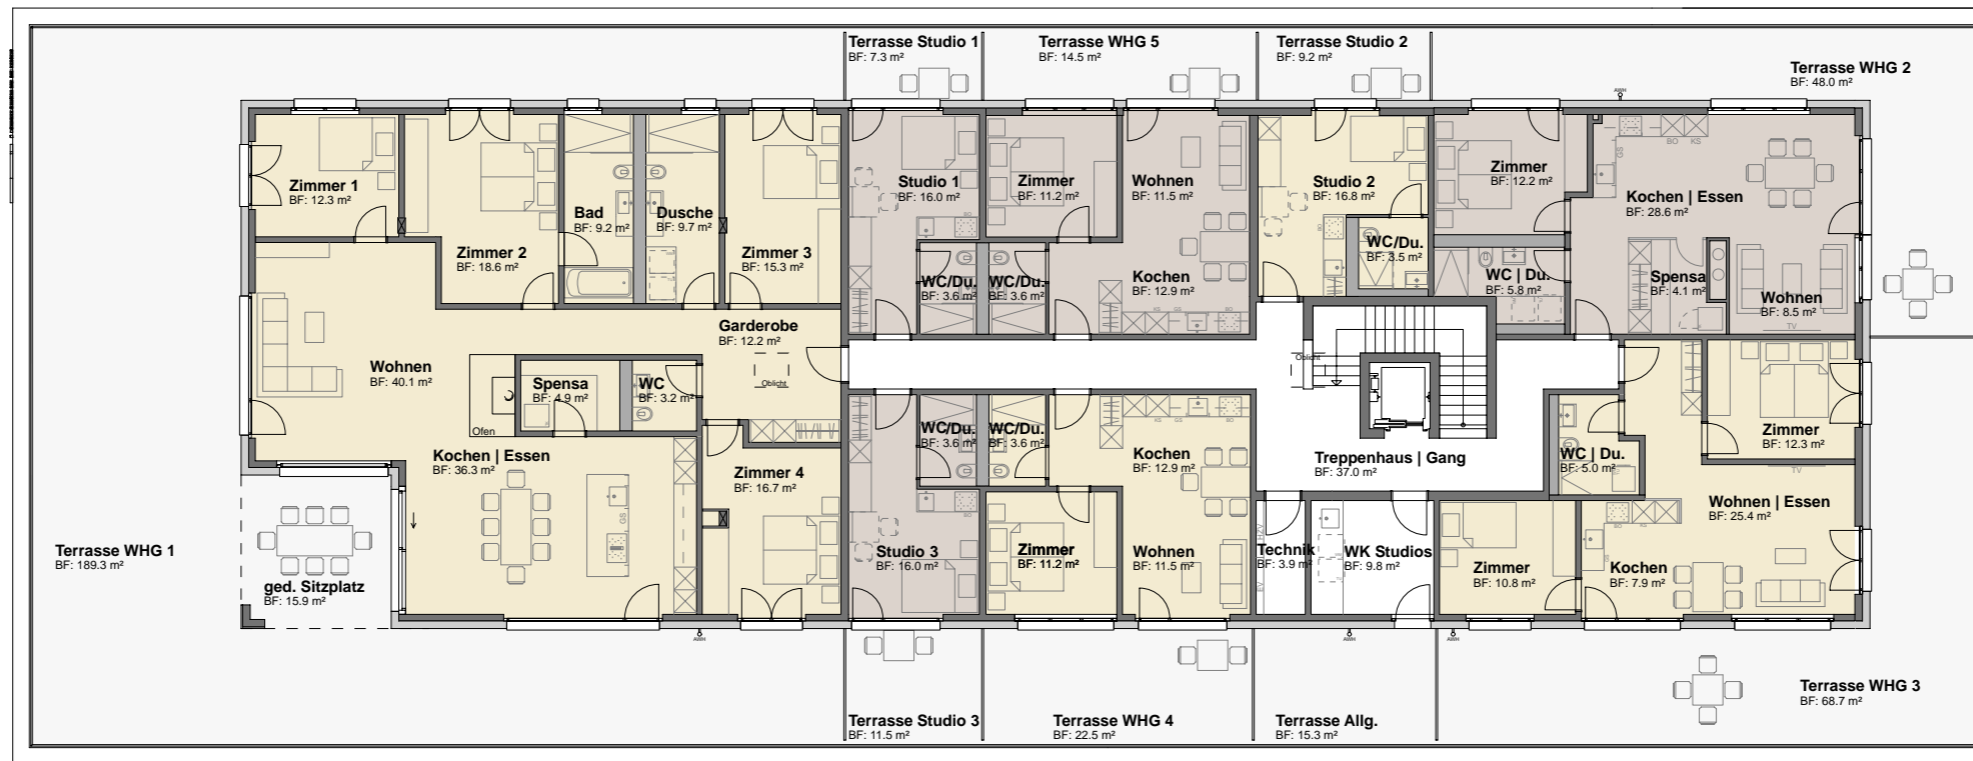 Terrasse Studio 1
BF: 7.3 m²
Terrasse WHG 5
BF: 14.5 m²
Terrasse Studio 2
BF: 9.2 m²
Terrasse WHG 2
BF: 48.0 m²
Zimmer 1
BF: 12.3 m²
Zimmer 2
BF: 18.6 m²
Bad
BF: 9.2 m²
Dusche
BF: 9.7 m²
Zimmer 3
BF: 15.3 m²
Studio 1
BF: 16.0 m²
WC/Du.
BF: 3.6 m²
Zimmer
BF: 11.2 m²
WC/Du.
BF: 3.6 m²
Wohnen
BF: 11.5 m²
Kochen
BF: 12.9 m²
KS
GS
BO
Studio 2
BF: 16.8 m²
WC/Du.
BF: 3.5 m²
Zimmer
BF: 12.2 m²
WC | Du.
BF: 5.8 m²
GS
BO
KS
Kochen | Essen
BF: 28.6 m²
Spensa
BF: 4.1 m²
Wohnen
BF: 8.5 m²
TV
Garderobe
BF: 12.2 m²
Oblicht
Wohnen
BF: 40.1 m²
Spensa
BF: 4.9 m²
WC
BF: 3.2 m²
Ofen
Kochen | Essen
BF: 36.3 m²
GS
Zimmer 4
BF: 16.7 m²
Terrasse WHG 1
BF: 189.3 m²
ged. Sitzplatz
BF: 15.9 m²
WC/Du.
BF: 3.6 m²
Studio 3
BF: 16.0 m²
WC/Du.
BF: 3.6 m²
Zimmer
BF: 11.2 m²
KS
GS
BO
Kochen
BF: 12.9 m²
Wohnen
BF: 11.5 m²
Oblicht
Treppenhaus | Gang
BF: 37.0 m²
Technik
BF: 3.9 m²
WK Studios
BF: 9.8 m²
WC | Du.
BF: 5.0 m²
Zimmer
BF: 12.3 m²
TV
Wohnen | Essen
BF: 25.4 m²
Zimmer
BF: 10.8 m²
Kochen
BF: 7.9 m²
Terrasse Studio 3
BF: 11.5 m²
Terrasse WHG 4
BF: 22.5 m²
Terrasse Allg.
BF: 15.3 m²
Terrasse WHG 3
BF: 68.7 m²